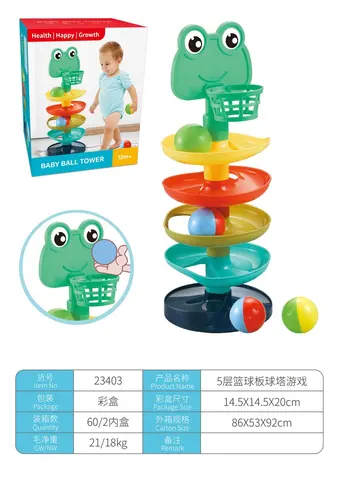 Health | Happy | Growth
BABY BALL TOWER
12m+
货号
Item No
23403
产品名称
Product Name
5层篮球板球塔游戏
包装
Package
彩盒
彩盒尺寸
Package Size
14.5X14.5X20cm
装箱数
Quantity
60/2内盒
外箱规格
Carton Size
86X53X92cm
毛净重
GW/NW
21/18kg
备注
Remark